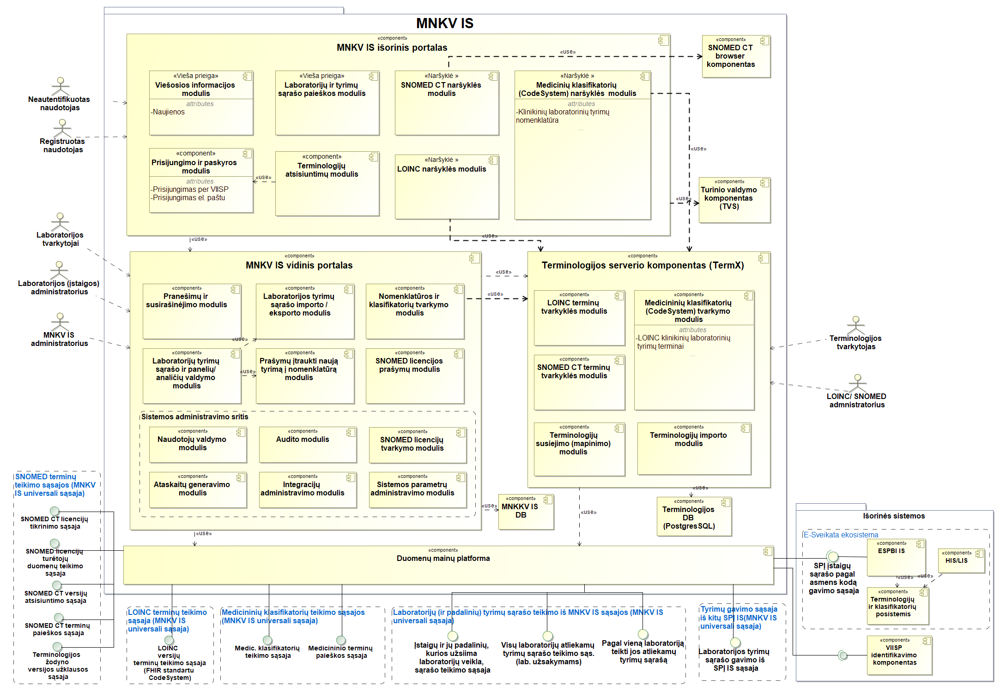 MNKV IS
«component»
MNKV IS išorinis portalas
«use»
«component»
SNOMED CT
browser
komponentas
«Vieša prieiga»
Viešosios informacijos
modulis
attributes
-Naujienos
«Vieša prieiga»
Laboratorijų ir tyrimų
sąrašo paieškos modulis
«Naršyklė »
SNOMED CT naršyklės
modulis
«Naršyklė »
Medicinių klasifikatorių
(CodeSystem) naršyklės  modulis
attributes
-Klinikinių laboratorinių tyrimų
nomenklatūra
...
Neautentifikuotas
naudotojas
Registruotas
naudotojas
«component»
Prisijungimo ir paskyros
modulis
attributes
-Prisijungimas per VIISP
-Prisijungimas el. paštu
«use»
«component»
Terminologijų
atsisiuntimų modulis
«Naršyklė »
LOINC naršyklės modulis
«use»
«use»
«component»
Turinio valdymo
komponentas
(TVS)
Laboratorijos
tvarkytojai
Laboratorijos (įstaigos)
administratorius
MNKV IS
administratorius
«use»
«use»
«component»
MNKV IS vidinis portalas
«use»
«use»
«component»
Pranešimų ir
susirašinėjimo modulis
«component»
Laboratorijos tyrimų
sąrašo importo /
eksporto modulis
«component»
Nomenklatūros ir
klasifikatorių tvarkymo
modulis
«use»
«use»
«component»
Laboratorijų tyrimų
sąrašo ir panelių/
analičių valdymo
modulis
«component»
Prašymų įtraukti naują
tyrimą į nomenklatūrą
modulis
«component»
SNOMED licencijos
prašymų modulis
Sistemos administravimo sritis
«component»
Naudotojų valdymo
modulis
«component»
Audito modulis
«component»
SNOMED licencijų
tvarkymo modulis
«component»
Ataskaitų generavimo
modulis
«component»
Integracijų
administravimo modulis
«component»
Sistemos parametrų
administravimo modulis
«component»
Terminologijos serverio komponentas (TermX)
«component»
LOINC terminų
tvarkyklės modulis
«component»
Medicininių klasifikatorių
(CodeSystem) tvarkymo
modulis
attributes
-LOINC klinikinių laboratorinių
tyrimų terminai
...
«component»
SNOMED CT terminų
tvarkyklės modulis
«component»
Terminologijų
susiejimo (mapinimo)
modulis
«component»
Terminologijų importo
modulis
Terminologijos
tvarkytojas
LOINC/ SNOMED
admnistratorius
«use»
«component»
MNKKV IS
DB
«use»
«use»
«component»
Terminologijos
DB
(PostgresSQL)
«use»
«component»
Duomenų mainų platforma
SNOMED terminų
teikimo sąsajos (MNKV
IS universali sąsaja)
SNOMED CT licencijų
tikrinimo sąsaja
SNOMED licencijų
turėtojų
duomenų teikimo
sąsaja
SNOMED CT versijų
atsisiuntimo sąsaja
SNOMED CT terminų
paieškos sąsaja
Terminologijos
žodyno
versijos užklausos
sąsaja
LOINC terminų teikimo
sąsaja (MNKV IS
universali sąsaja)
LOINC
versijų
terminų teikimo sąsaja
(FHIR standartu
CodeSystem)
Medicininių klasifikatorių teikimo sąsajos
(MNKV IS universali sąsaja)
Medic. klasifikatorių
teikimo sąsaja
Medicininio terminų
paieškos sąsaja
Laboratorijų (ir padalinių) tyrimų sąrašo teikimo iš MNKV IS sąsajos (MNKV IS
universali sąsaja)
Įstaigų ir jų padalinių,
kurios užsiima
laboratorijų veikla,
sąrašo teikimo sąsaja
Visų laboratorijų atliekamų
tyrimų sąrašo teikimo sąs.
(lab. užsakymams)
Pagal vieną laboratoriją
teikti jos atliekamų
tyrimų sąrašą
Tyrimų gavimo sąsaja
iš kitų SPĮ IS(MNKV IS
universali sąsaja)
Laboratorijos tyrimų
sąrašo gavimo iš
SPĮ IS sąsaja
Išorinės sistemos
E-Sveikata ekosistema
«component»
ESPBI IS
«component»
HIS/LIS
SPĮ įstaigų
sąrašo pagal
asmens kodą
gavimo sąsaja
«use»
«use»
«component»
Terminologijų
ir klasifikatorių
posistemis
«component»
VIISP
identifikavimo
komponentas